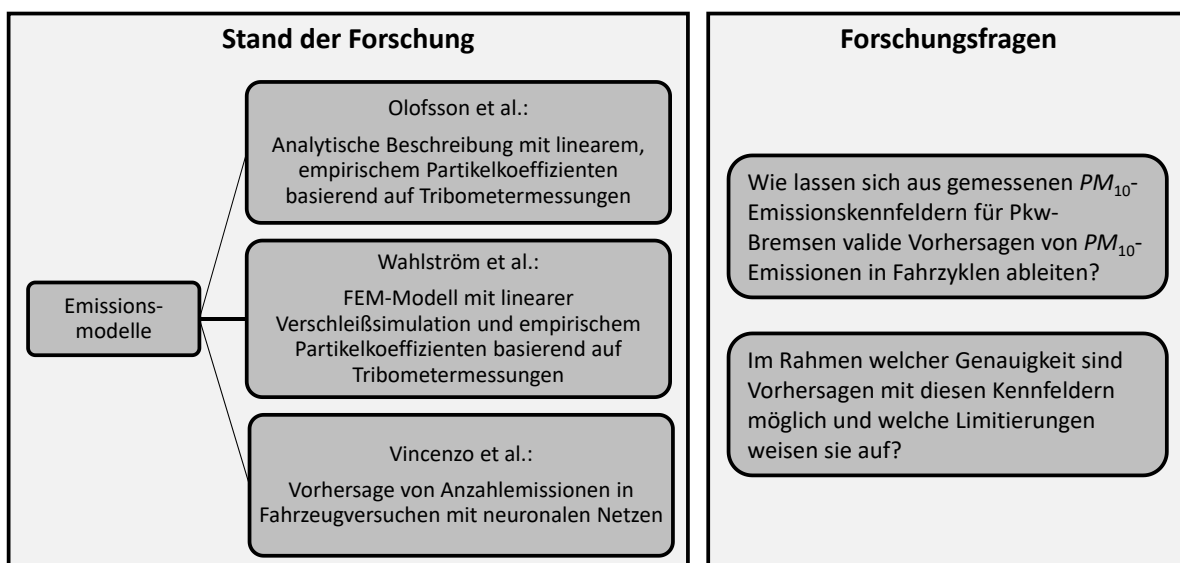 Stand der Forschung
Emissions-
modelle
Olofsson et al.:
Analytische Beschreibung mit linearem,
empirischem Partikelkoeffizienten
basierend auf Tribometermessungen
Wahlström et al.:
FEM-Modell mit linearer
Verschleißsimulation und empirischem
Partikelkoeffizienten basierend auf
Tribometermessungen
Vincenzo et al.:
Vorhersage von Anzahlemissionen in
Fahrzeugversuchen mit neuronalen Netzen
Forschungsfragen
Wie lassen sich aus gemessenen PM₁₀-
Emissionskennfeldern für Pkw-
Bremsen valide Vorhersagen von PM₁₀-
Emissionen in Fahrzyklen ableiten?
Im Rahmen welcher Genauigkeit sind
Vorhersagen mit diesen Kennfeldern
möglich und welche Limitierungen
weisen sie auf?